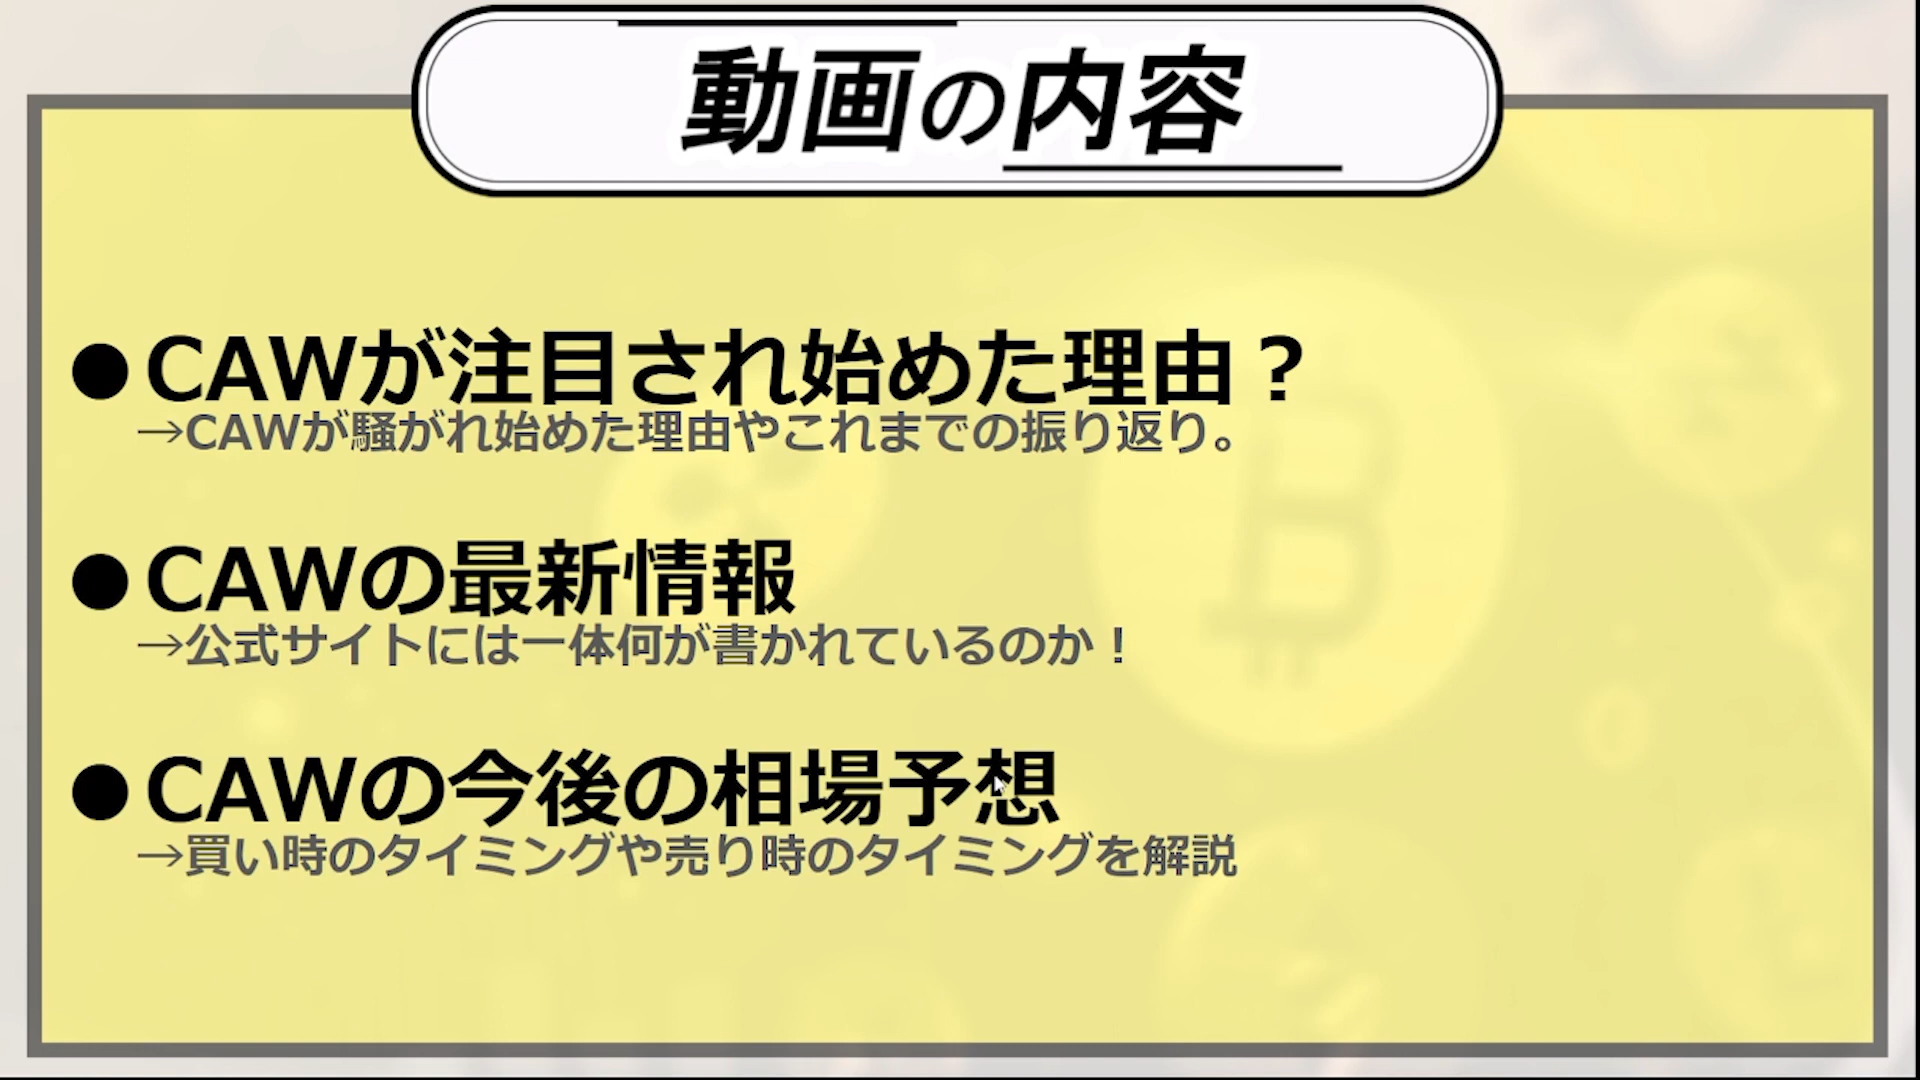 動画の内容
●CAWが注目され始めた理由？
→CAWが騒がれ始めた理由やこれまでの振り返り。
●CAWの最新情報
→公式サイトには一体何が書かれているのか！
●CAWの今後の相場予想
→買い時のタイミングや売り時のタイミングを解説